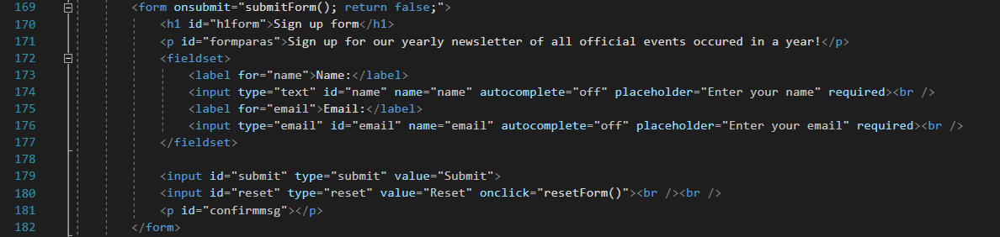 169 <form onsubmit="submitForm(); return false;">
170 <h1 id="h1form">Sign up form</h1>
171 <p id="formparas">Sign up for our yearly newsletter of all official events occured in a year!</p>
172 <fieldset>
173 <label for="name">Name:</label>
174 <input type="text" id="name" name="name" autocomplete="off" placeholder="Enter your name" required><br />
175 <label for="email">Email:</label>
176 <input type="email" id="email" name="email" autocomplete="off" placeholder="Enter your email" required><br />
177 </fieldset>
178
179 <input id="submit" type="submit" value="Submit">
180 <input id="reset" type="reset" value="Reset" onclick="resetForm()"><br /><br />
181 <p id="confirmmsg"></p>
182 </form>